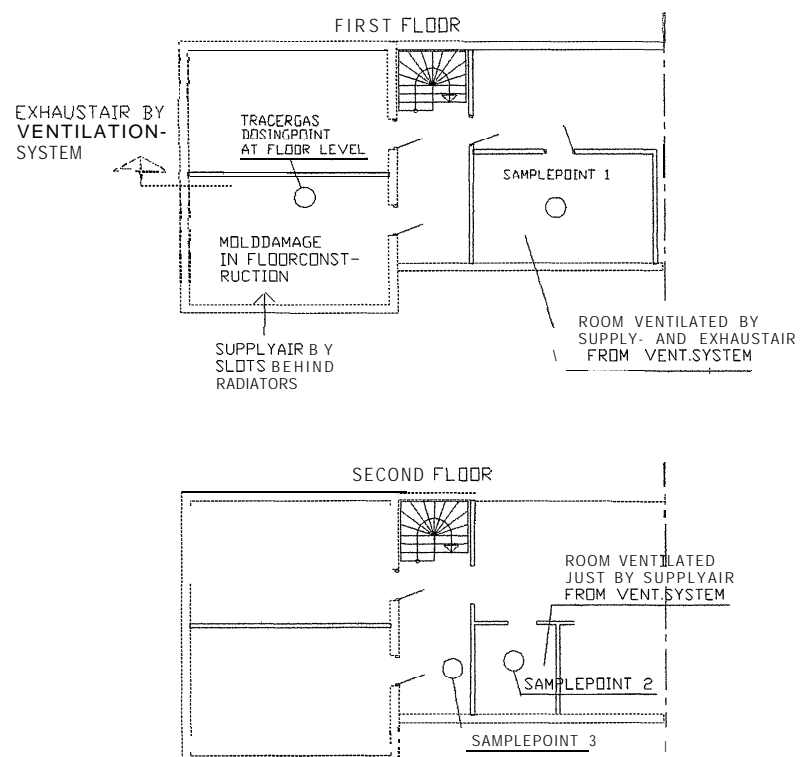 FIRST FLOOR
EXHAUSTAIR BY
VENTILATION-
SYSTEM
TRACERGAS
DOSINGPOINT
AT FLOOR LEVEL
SAMPLEPOINT 1
MOLDDAMAGE
IN FLOORCONST-
RUCTION
SUPPLYAIR BY
SLOTS BEHIND
RADIATORS
ROOM VENTILATED BY
SUPPLY- AND EXHAUSTAIR
FROM VENT.SYSTEM
SECOND FLOOR
ROOM VENTILATED
JUST BY SUPPLYAIR
FROM VENT.SYSTEM
SAMPLEPOINT 2
SAMPLEPOINT 3